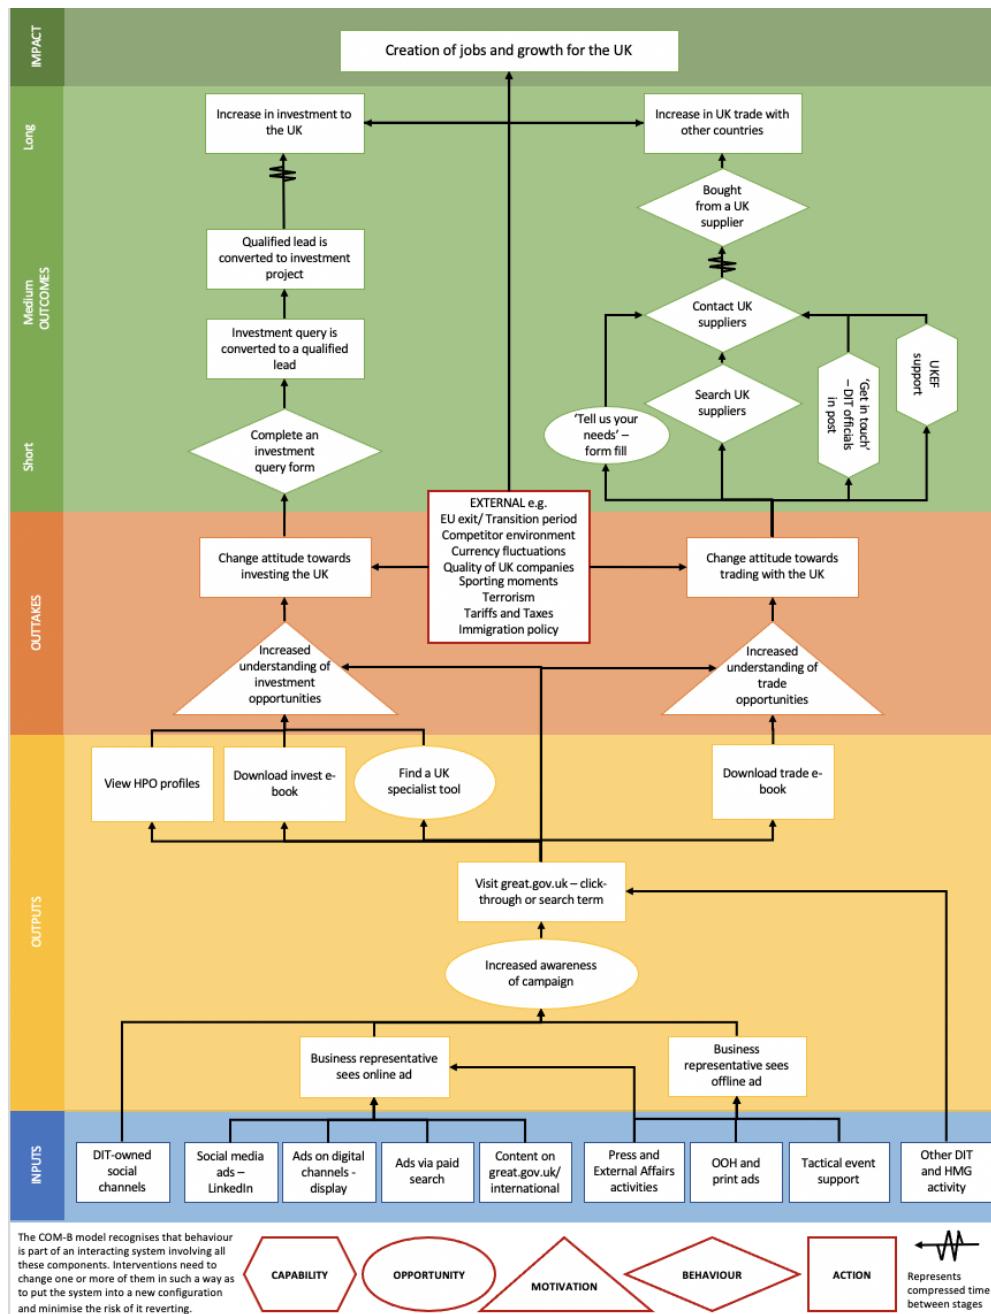 IMPACT
Creation of jobs and growth for the UK
Long
Increase in investment to
the UK
Increase in UK trade with
other countries
Bought
from a UK
supplier
Medium
OUTCOMES
Qualified lead is
converted to investment
project
Contact UK
suppliers
Investment query is
converted to a qualified
lead
Search UK
suppliers
'Get in touch'
– DIT officials
in post
UKEF
support
Short
Complete an
investment
query form
'Tell us your
needs' –
form fill
OUTTAKES
EXTERNAL e.g.
EU exit/ Transition period
Competitor environment
Currency fluctuations
Quality of UK companies
Sporting moments
Terrorism
Tariffs and Taxes
Immigration policy
Change attitude towards
investing the UK
Change attitude towards
trading with the UK
Increased
understanding of
investment
opportunities
Increased
understanding of
trade
opportunities
OUTPUTS
View HPO profiles
Download invest e-
book
Find a UK
specialist tool
Download trade e-
book
Visit great.gov.uk – click-
through or search term
Increased awareness
of campaign
Business representative
sees online ad
Business
representative sees
offline ad
INPUTS
DIT-owned
social
channels
Social media
ads –
LinkedIn
Ads on digital
channels -
display
Ads via paid
search
Content on
great.gov.uk/
international
Press and
External Affairs
activities
OOH and
print ads
Tactical event
support
Other DIT
and HMG
activity
The COM-B model recognises that behaviour
is part of an interacting system involving all
these components. Interventions need to
change one or more of them in such a way as
to put the system into a new configuration
and minimise the risk of it reverting.
CAPABILITY
OPPORTUNITY
MOTIVATION
BEHAVIOUR
ACTION
Represents
compressed time
between stages